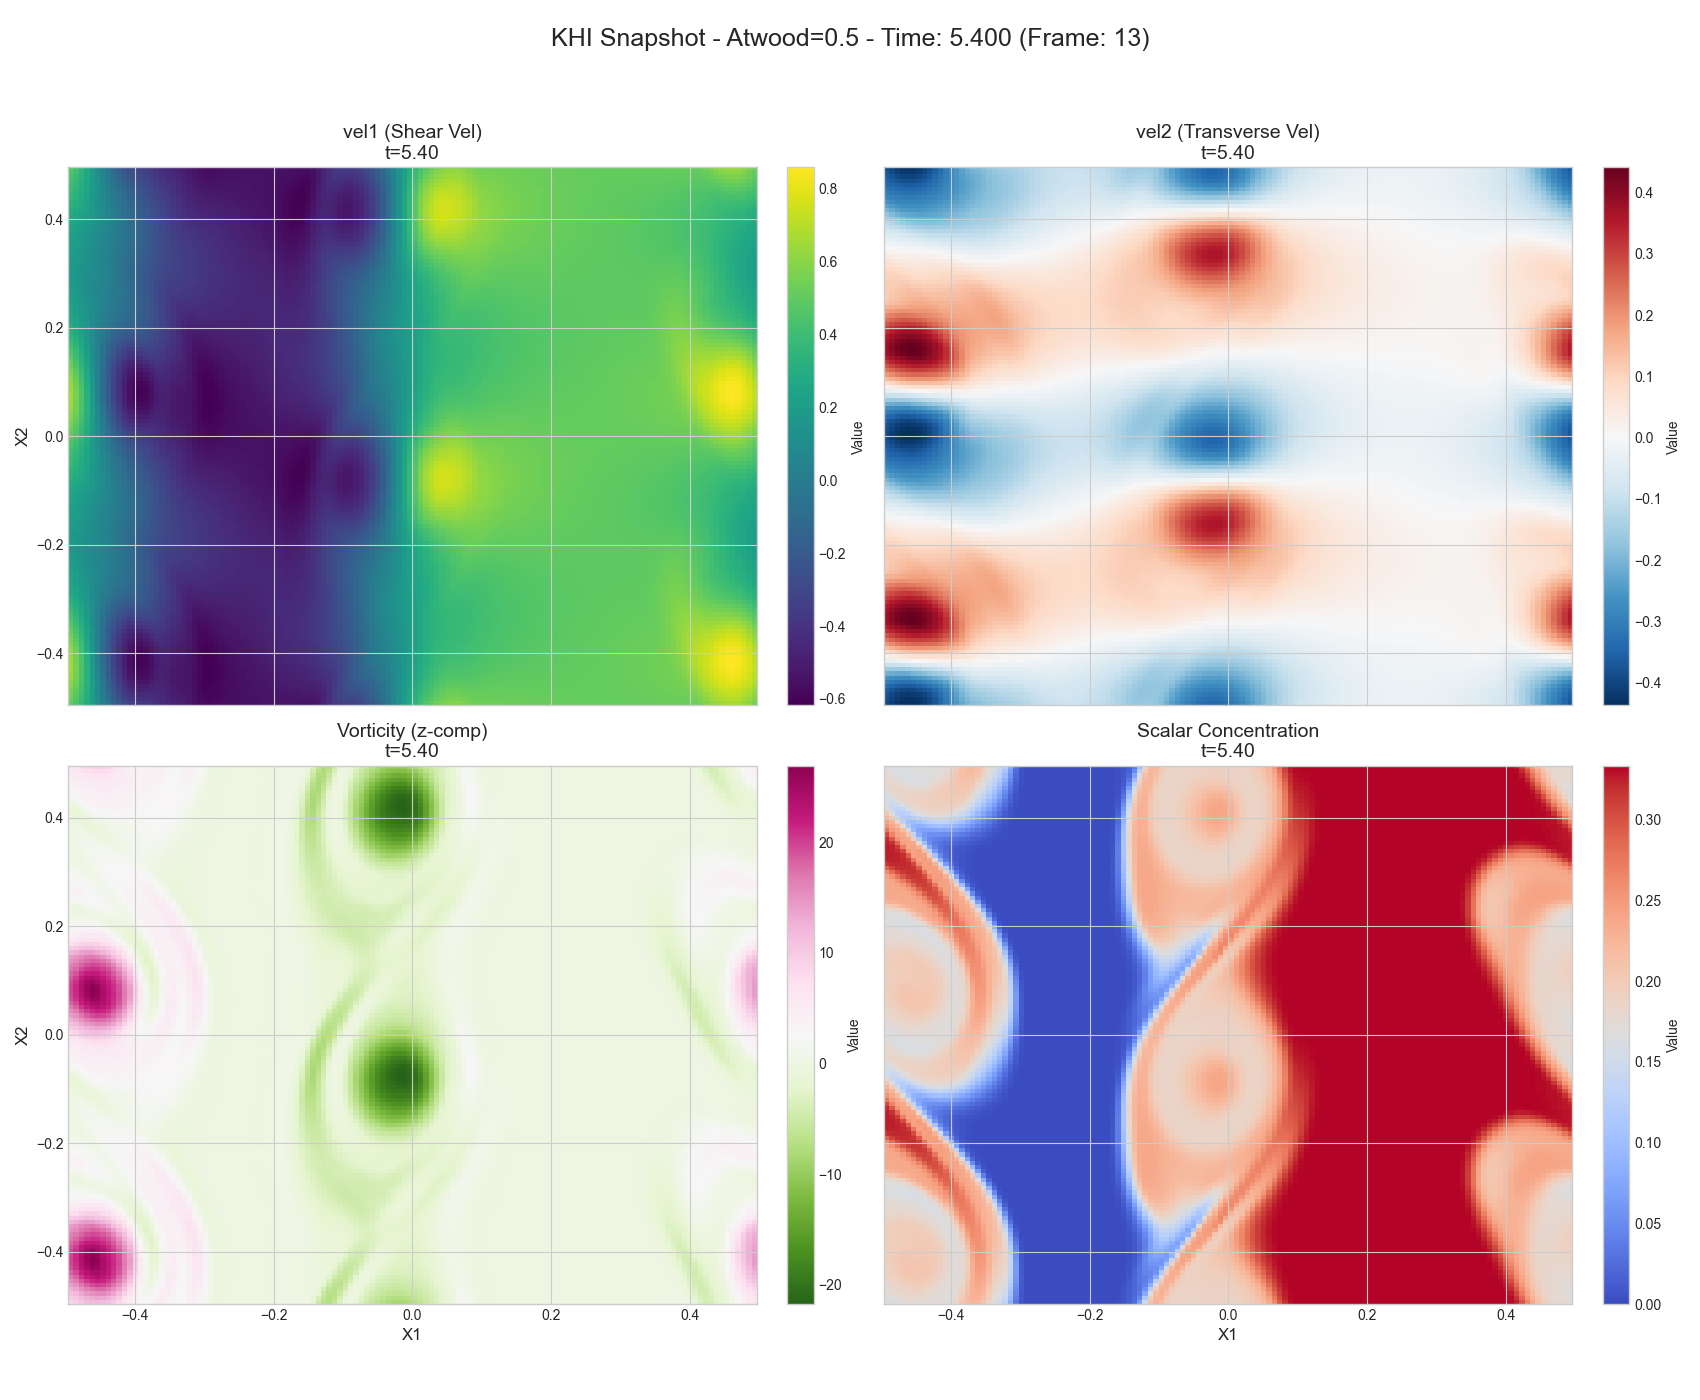 KHI Snapshot - Atwood=0.5 - Time: 5.400 (Frame: 13)
vel1 (Shear Vel)
t=5.40
X2
0.4
0.2
0.0
−0.2
−0.4
0.8
0.6
0.4
0.2
0.0
−0.2
−0.4
−0.6
Value
vel2 (Transverse Vel)
t=5.40
0.4
0.3
0.2
0.1
0.0
−0.1
−0.2
−0.3
−0.4
Value
Vorticity (z-comp)
t=5.40
X2
0.4
0.2
0.0
−0.2
−0.4
−0.4
−0.2
0.0
0.2
0.4
X1
20
10
0
−10
−20
Value
Scalar Concentration
t=5.40
−0.4
−0.2
0.0
0.2
0.4
X1
0.30
0.25
0.20
0.15
0.10
0.05
0.00
Value